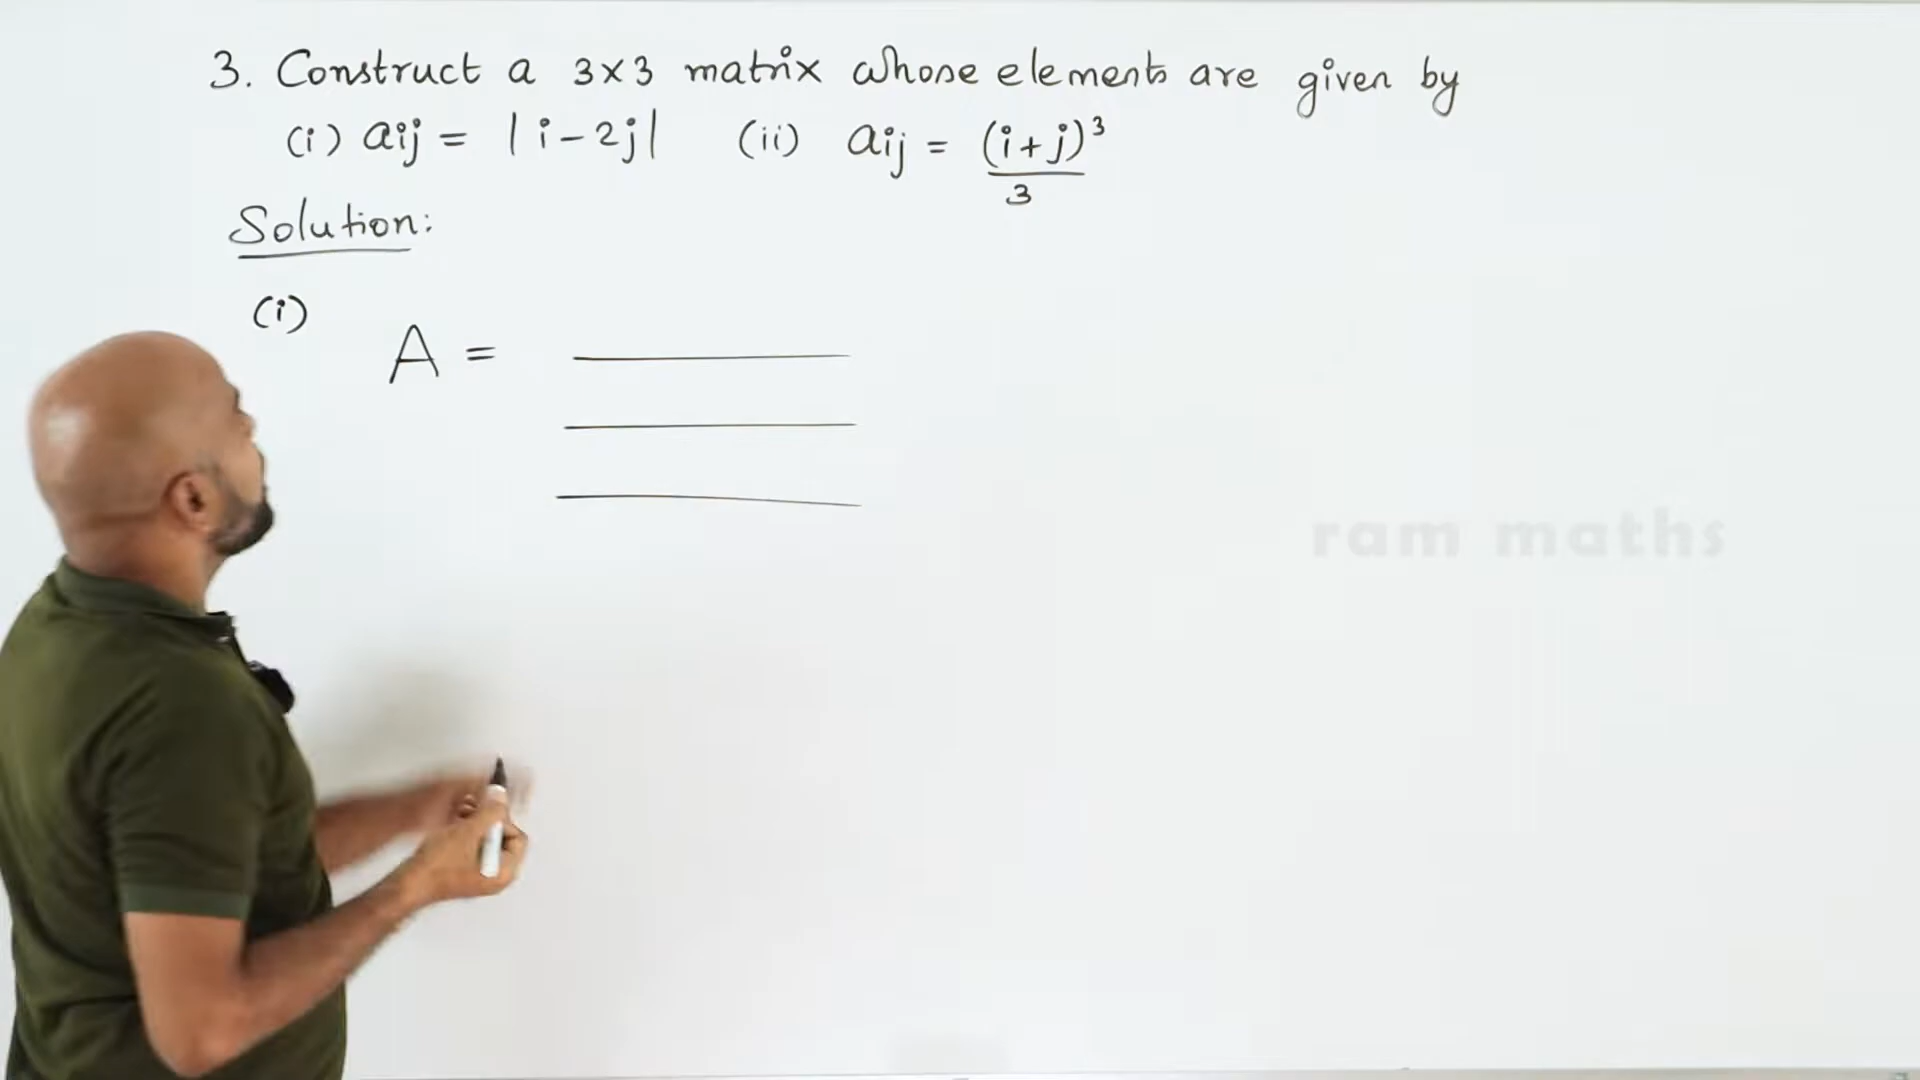 3. Construct a 3×3 matrix whose elements are given by
(i) aij = |i-2j| (ii) aij = (i+j)³/3
Solution:
(i)
A =
ram maths